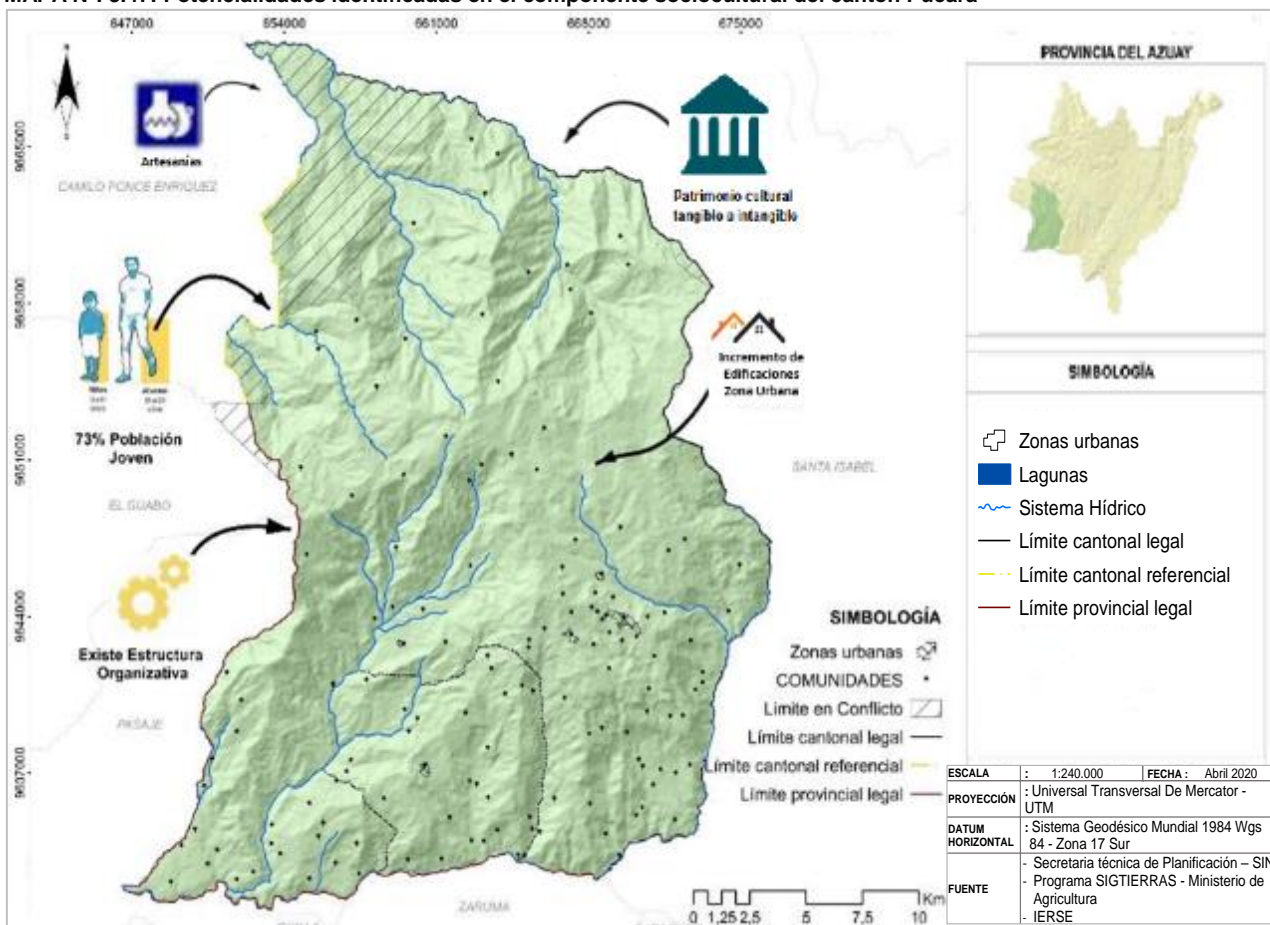 647000 654000 661000 668000 675000
9665000
9658000
9651000
9644000
9637000
Artesanías
CAMILO PONCE ENRIQUEZ
Patrimonio cultural
tangible e intangible
73% Población
Joven
EL GUABO
Incremento de
Edificaciones
Zona Urbana
SANTA ISABEL
Existe Estructura
Organizativa
PASAJE
ZARUMA
SIMBOLOGÍA
Zonas urbanas
COMUNIDADES
Limite en Conflicto
Límite cantonal legal
Límite cantonal referencial
Límite provincial legal
Km
0 1,25 2,5 5 7,5 10
PROVINCIA DEL AZUAY
SIMBOLOGÍA
Zonas urbanas
Lagunas
Sistema Hídrico
Límite cantonal legal
Límite cantonal referencial
Límite provincial legal
ESCALA : 1:240.000 FECHA : Abril 2020
PROYECCIÓN : Universal Transversal De Mercator -
UTM
DATUM HORIZONTAL : Sistema Geodésico Mundial 1984 Wgs
84 - Zona 17 Sur
FUENTE
- Secretaria técnica de Planificación – SIN
- Programa SIGTIERRAS - Ministerio de
Agricultura
- IERSE